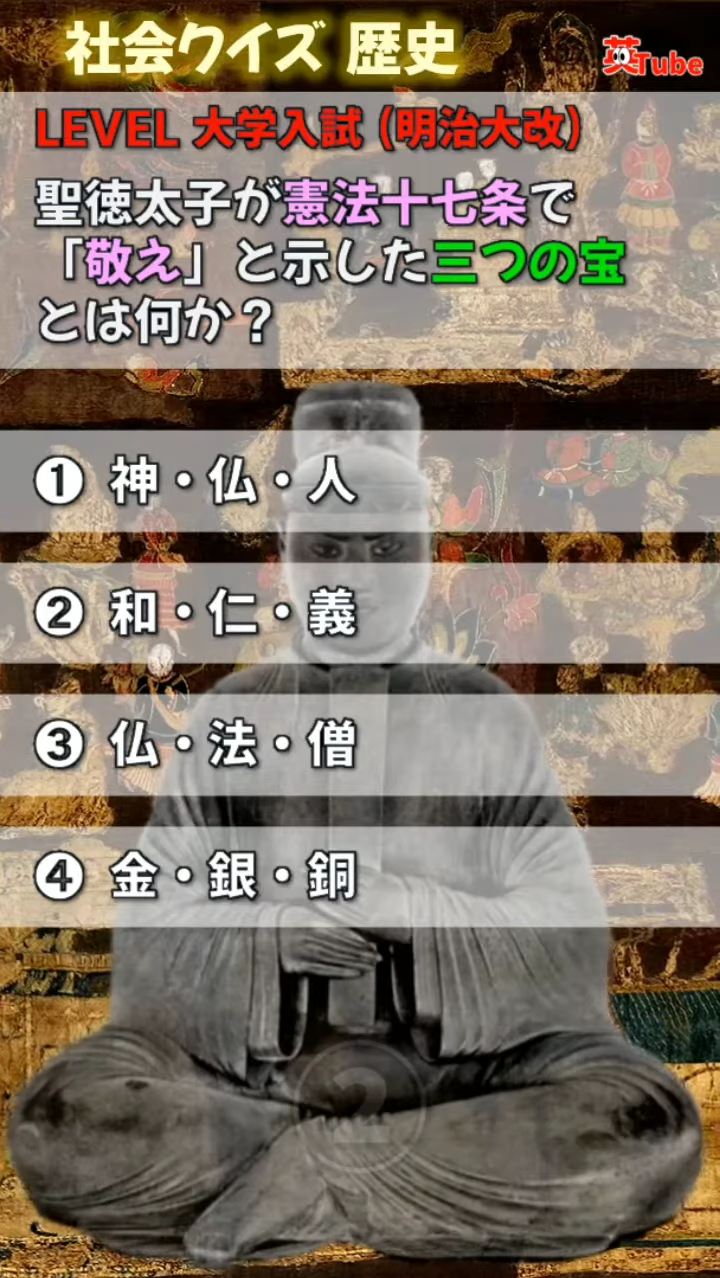 社会クイズ 歴史
英Tube
LEVEL 大学入試 (明治大改)
聖徳太子が憲法十七条で
「敬え」と示した三つの宝
とは何か？
① 神・仏・人
② 和・仁・義
③ 仏・法・僧
④ 金・銀・銅
2